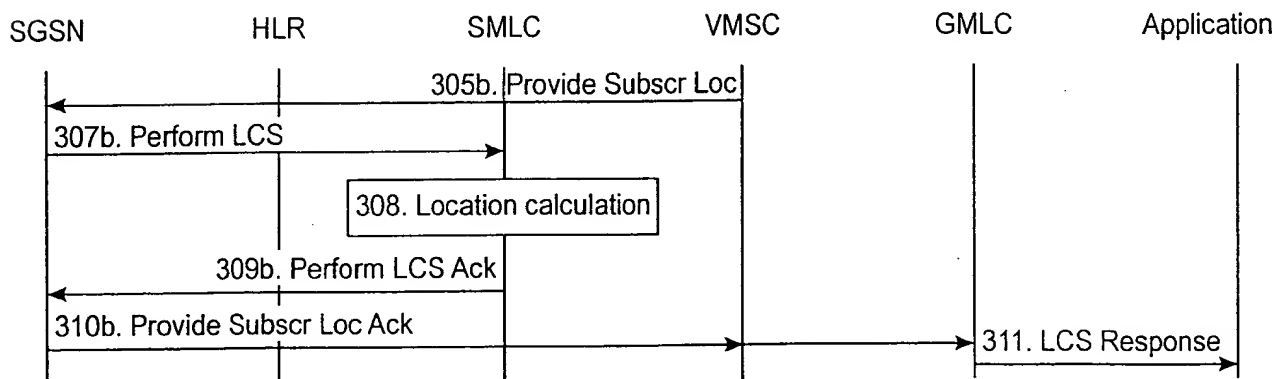 SGSN HLR SMLC VMSC GMLC Application
305b. Provide Subscr Loc
307b. Perform LCS
308. Location calculation
309b. Perform LCS Ack
310b. Provide Subscr Loc Ack
311. LCS Response